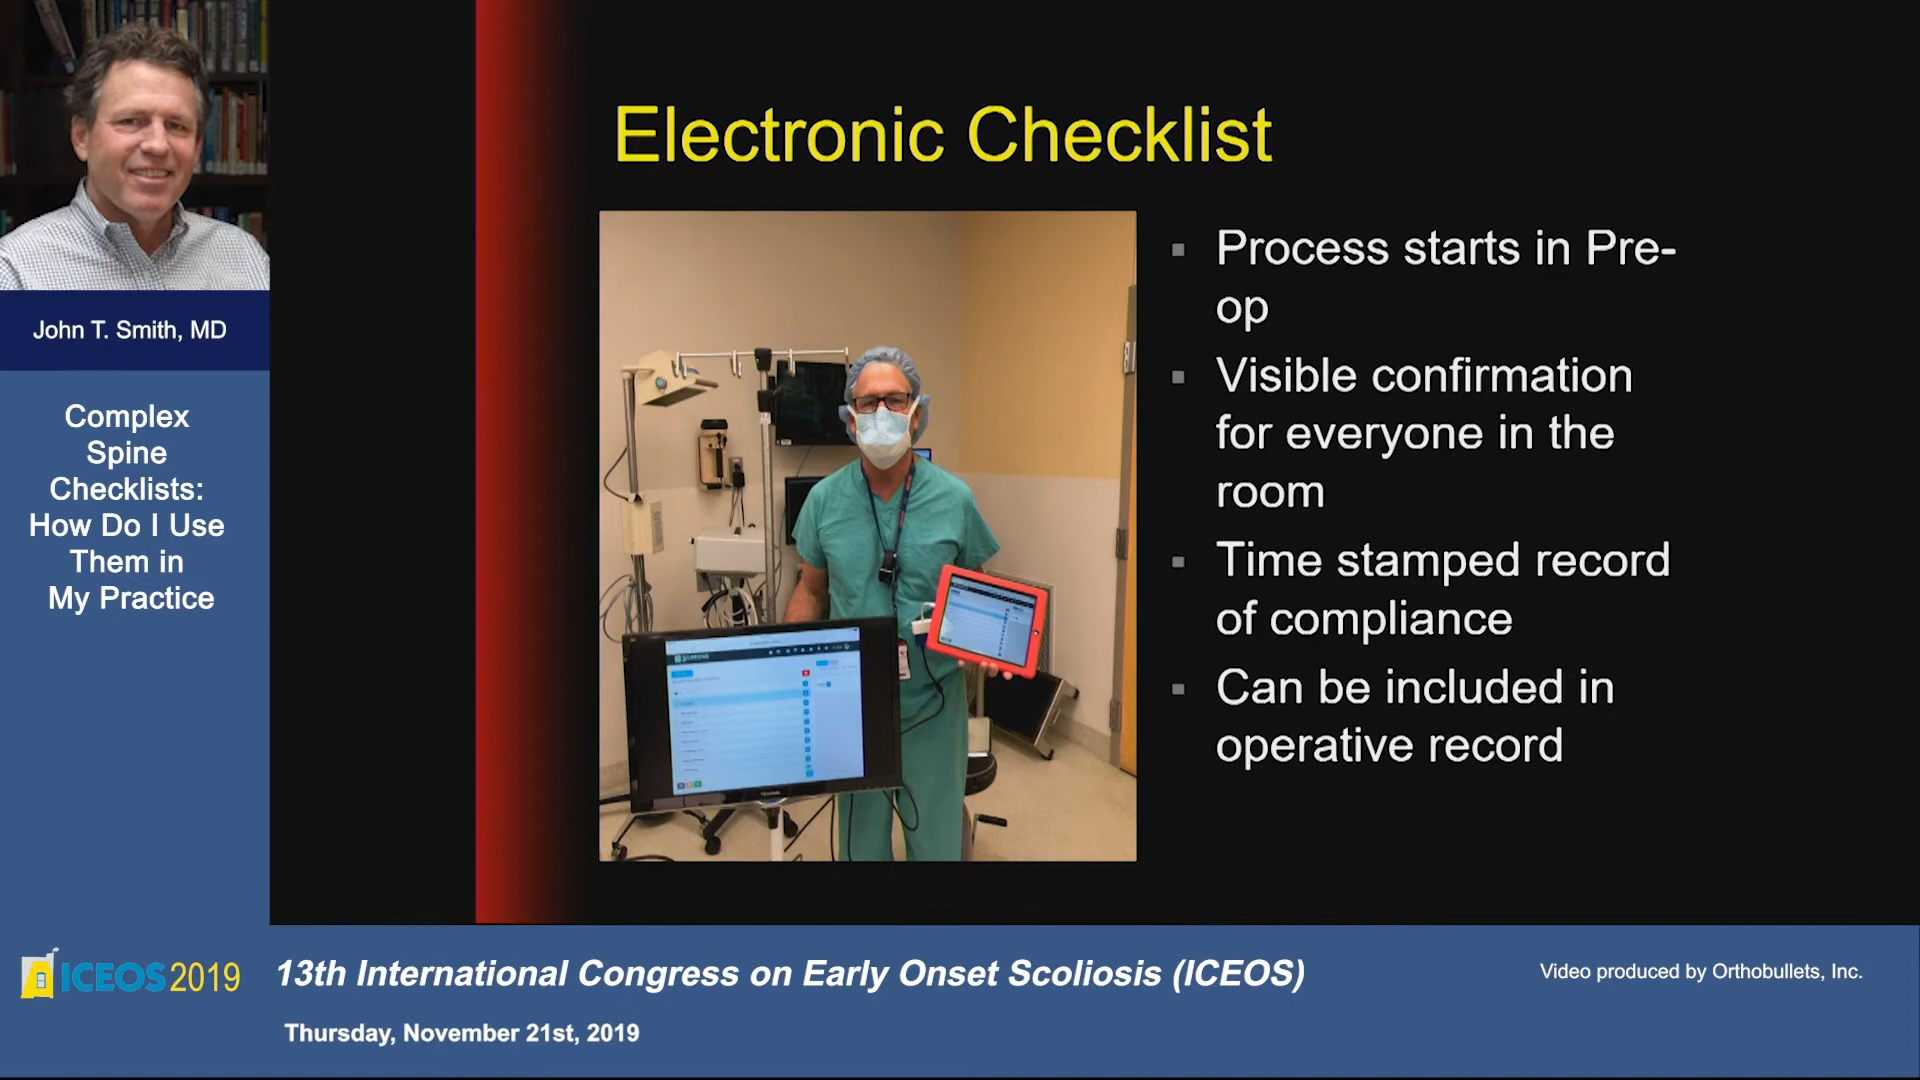 Electronic Checklist
Process starts in Pre-
op
Visible confirmation
for everyone in the
room
Time stamped record
of compliance
Can be included in
operative record
John T. Smith, MD
Complex
Spine
Checklists:
How Do I Use
Them in
My Practice
ICEOS 2019
13th International Congress on Early Onset Scoliosis (ICEOS)
Thursday, November 21st, 2019
Video produced by Orthobullets, Inc.